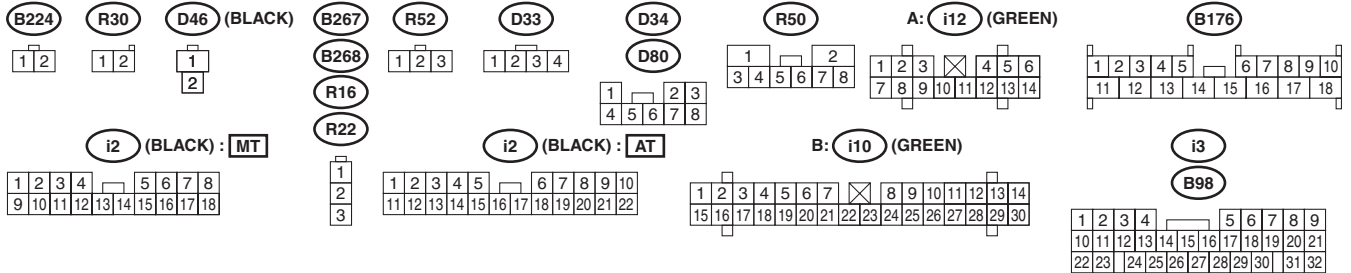 B224 R30 D46 (BLACK) B267 R52 D33 D34 R50 A: i12 (GREEN) B176
B268 D80
1 2
1 2
1
2
R16
R22
1
2
3
1 2 3
1 2 3 4
1 2 3
4 5 6 7 8
1 2
3 4 5 6 7 8
1 2 3 4 5 6
7 8 9 10 11 12 13 14
1 2 3 4 5 6 7 8 9 10
11 12 13 14 15 16 17 18
i2 (BLACK) : MT
1 2 3 4 5 6 7 8
9 10 11 12 13 14 15 16 17 18
i2 (BLACK) : AT
1 2 3 4 5 6 7 8 9 10
11 12 13 14 15 16 17 18 19 20 21 22
B: i10 (GREEN)
1 2 3 4 5 6 7 8 9 10 11 12 13 14
15 16 17 18 19 20 21 22 23 24 25 26 27 28 29 30
i3
B98
1 2 3 4 5 6 7 8 9
10 11 12 13 14 15 16 17 18 19 20 21
22 23 24 25 26 27 28 29 30 31 32